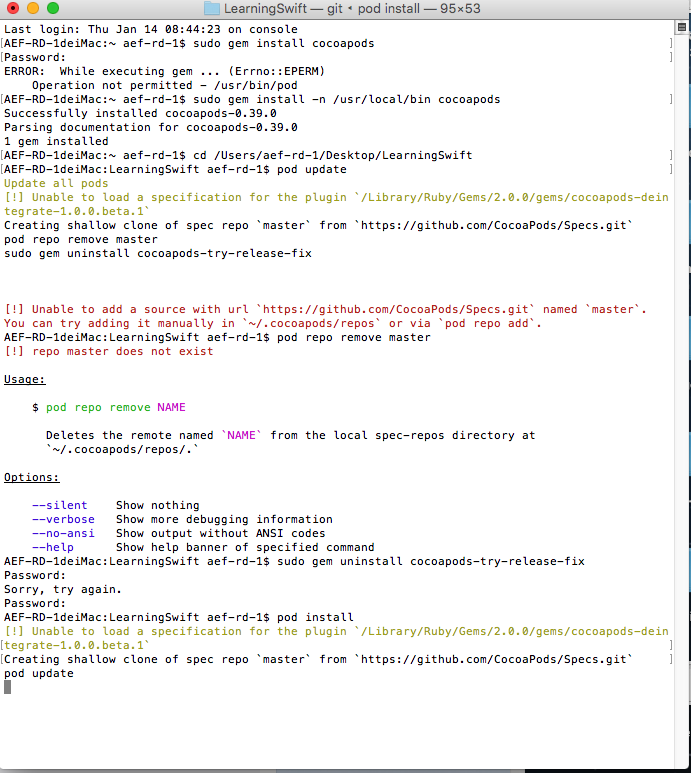 LearningSwift — git ◂ pod install — 95×53
Last login: Thu Jan 14 08:44:23 on console
[AEF-RD-1deiMac:~ aef-rd-1$ sudo gem install cocoapods ]
[Password: ]
ERROR:  While executing gem ... (Errno::EPERM)
    Operation not permitted - /usr/bin/pod
[AEF-RD-1deiMac:~ aef-rd-1$ sudo gem install -n /usr/local/bin cocoapods ]
Successfully installed cocoapods-0.39.0
Parsing documentation for cocoapods-0.39.0
1 gem installed
[AEF-RD-1deiMac:~ aef-rd-1$ cd /Users/aef-rd-1/Desktop/LearningSwift ]
[AEF-RD-1deiMac:LearningSwift aef-rd-1$ pod update ]
Update all pods
[!] Unable to load a specification for the plugin `/Library/Ruby/Gems/2.0.0/gems/cocoapods-dein
tegrate-1.0.0.beta.1`
Creating shallow clone of spec repo `master` from `https://github.com/CocoaPods/Specs.git`
pod repo remove master
sudo gem uninstall cocoapods-try-release-fix
[!] Unable to add a source with url `https://github.com/CocoaPods/Specs.git` named `master`.
You can try adding it manually in `~/.cocoapods/repos` or via `pod repo add`.
AEF-RD-1deiMac:LearningSwift aef-rd-1$ pod repo remove master
[!] repo master does not exist
Usage:
    $ pod repo remove NAME
      Deletes the remote named `NAME` from the local spec-repos directory at
      `~/.cocoapods/repos/.`
Options:
    --silent    Show nothing
    --verbose   Show more debugging information
    --no-ansi   Show output without ANSI codes
    --help      Show help banner of specified command
AEF-RD-1deiMac:LearningSwift aef-rd-1$ sudo gem uninstall cocoapods-try-release-fix
Password:
Sorry, try again.
Password:
AEF-RD-1deiMac:LearningSwift aef-rd-1$ pod install
[!] Unable to load a specification for the plugin `/Library/Ruby/Gems/2.0.0/gems/cocoapods-dein
[tegrate-1.0.0.beta.1` ]
[Creating shallow clone of spec repo `master` from `https://github.com/CocoaPods/Specs.git` ]
pod update